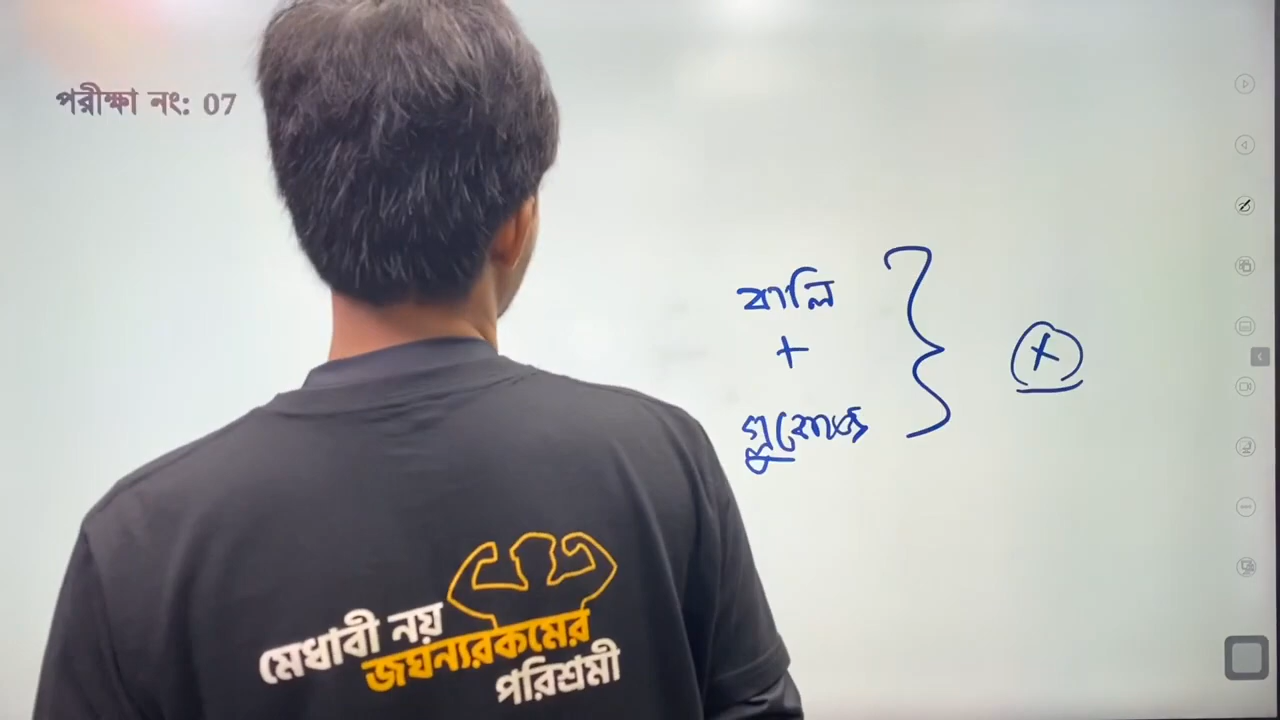 পরীক্ষা নং: 07
বালি
+
গ্লুকোজ
×
মেধাবী নয়
জঘন্যরকমের
পরিশ্রমী